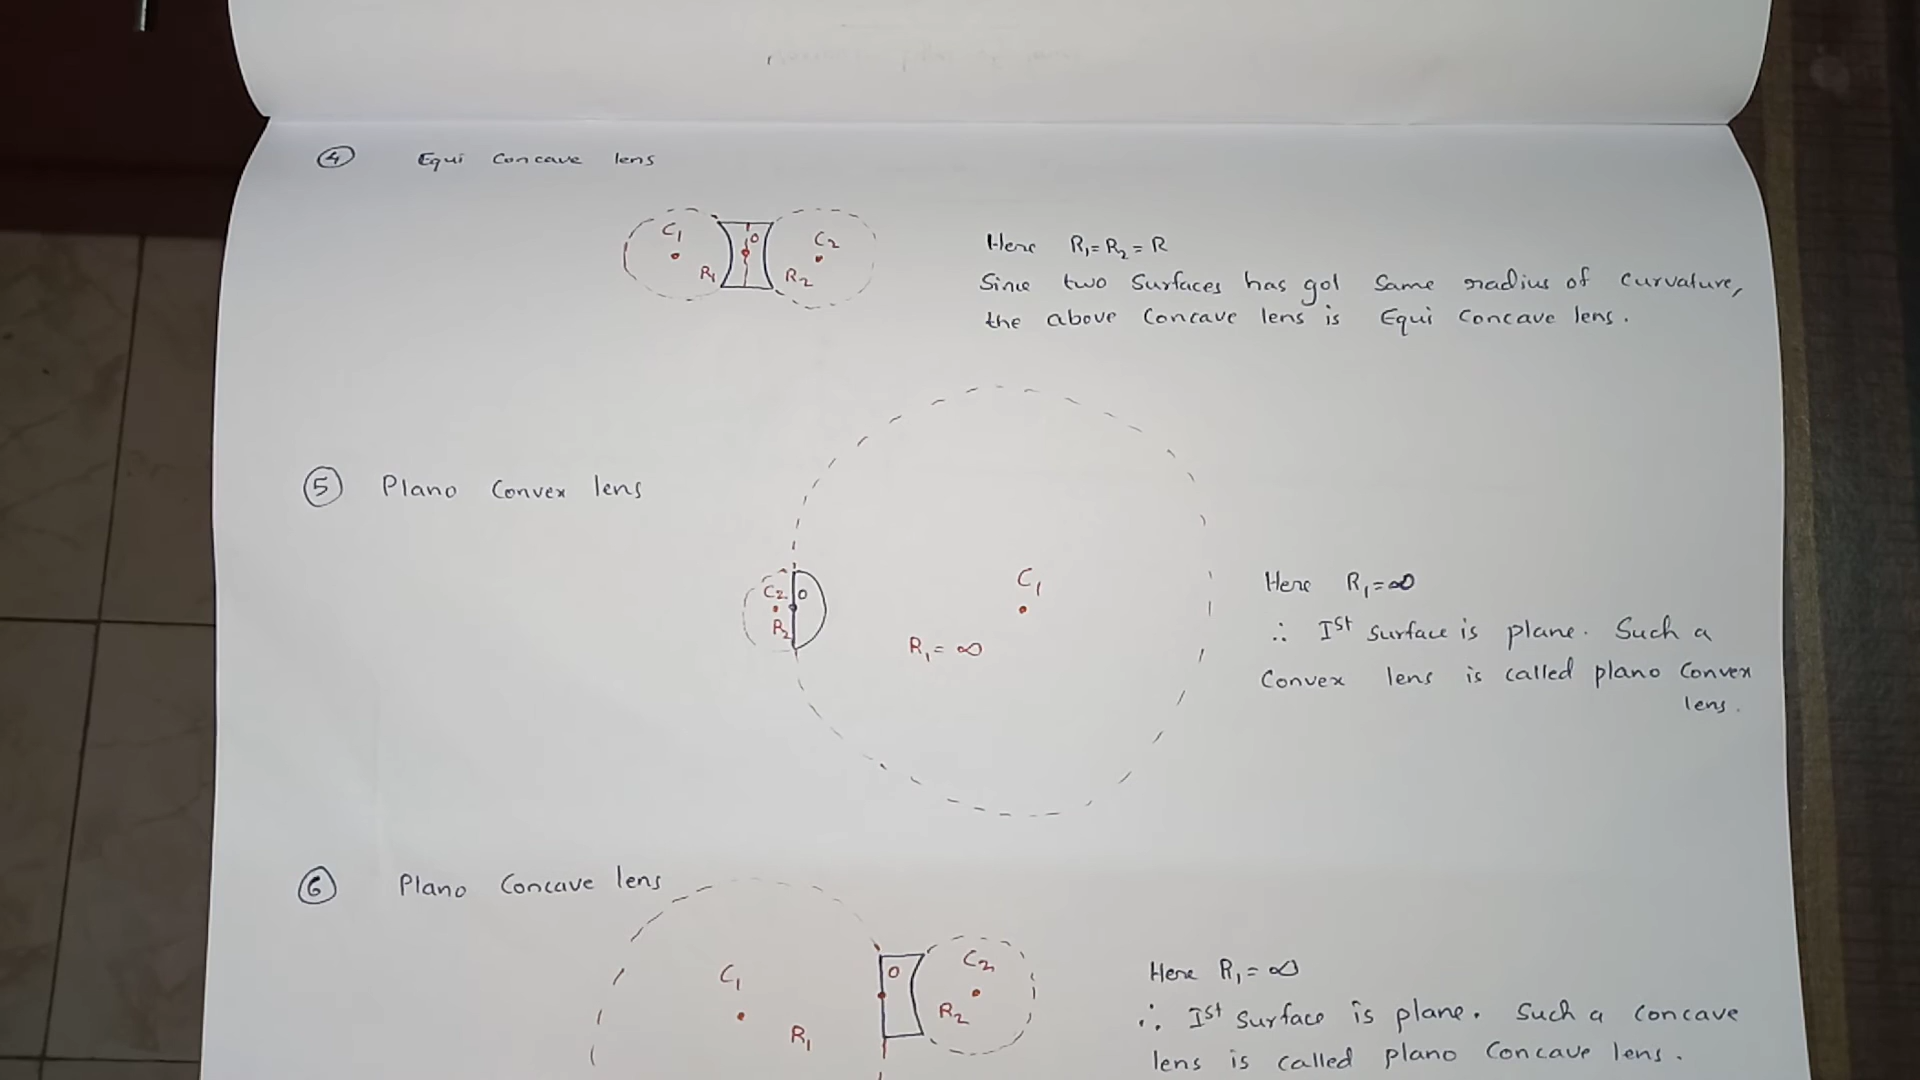 4 Equi Concave lens
C1 R1 O C2 R2
Here R1=R2=R
Since two Surfaces has got Same radius of Curvature,
the above Concave lens is Equi Concave lens.
5 Plano Convex lens
C2 O
R2
C1
R1=∞
Here R1=∞
∴ Ist surface is plane. Such a
Convex lens is called plano Convex
lens.
6 Plano Concave lens
C1
R1
O
C2
R2
Here R1=∞
∴ Ist Surface is plane. Such a Concave
lens is called plano Concave lens.